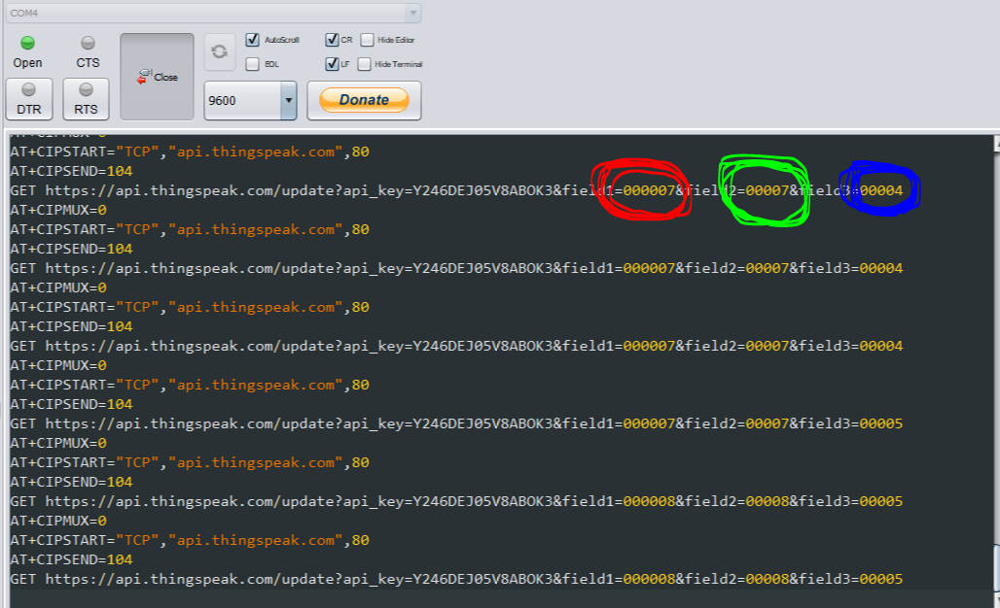 COM4
Open
CTS
DTR
RTS
Close
AutoScroll
CR
Hide Editor
EOL
LF
Hide Terminal
9600
Donate
AT+CIPMUX=0
AT+CIPSTART="TCP","api.thingspeak.com",80
AT+CIPSEND=104
GET https://api.thingspeak.com/update?api_key=Y246DEJ05V8ABOK3&field1=000007&field2=00007&field3=00004
AT+CIPMUX=0
AT+CIPSTART="TCP","api.thingspeak.com",80
AT+CIPSEND=104
GET https://api.thingspeak.com/update?api_key=Y246DEJ05V8ABOK3&field1=000007&field2=00007&field3=00004
AT+CIPMUX=0
AT+CIPSTART="TCP","api.thingspeak.com",80
AT+CIPSEND=104
GET https://api.thingspeak.com/update?api_key=Y246DEJ05V8ABOK3&field1=000007&field2=00007&field3=00004
AT+CIPMUX=0
AT+CIPSTART="TCP","api.thingspeak.com",80
AT+CIPSEND=104
GET https://api.thingspeak.com/update?api_key=Y246DEJ05V8ABOK3&field1=000007&field2=00007&field3=00005
AT+CIPMUX=0
AT+CIPSTART="TCP","api.thingspeak.com",80
AT+CIPSEND=104
GET https://api.thingspeak.com/update?api_key=Y246DEJ05V8ABOK3&field1=000008&field2=00008&field3=00005
AT+CIPMUX=0
AT+CIPSTART="TCP","api.thingspeak.com",80
AT+CIPSEND=104
GET https://api.thingspeak.com/update?api_key=Y246DEJ05V8ABOK3&field1=000008&field2=00008&field3=00005